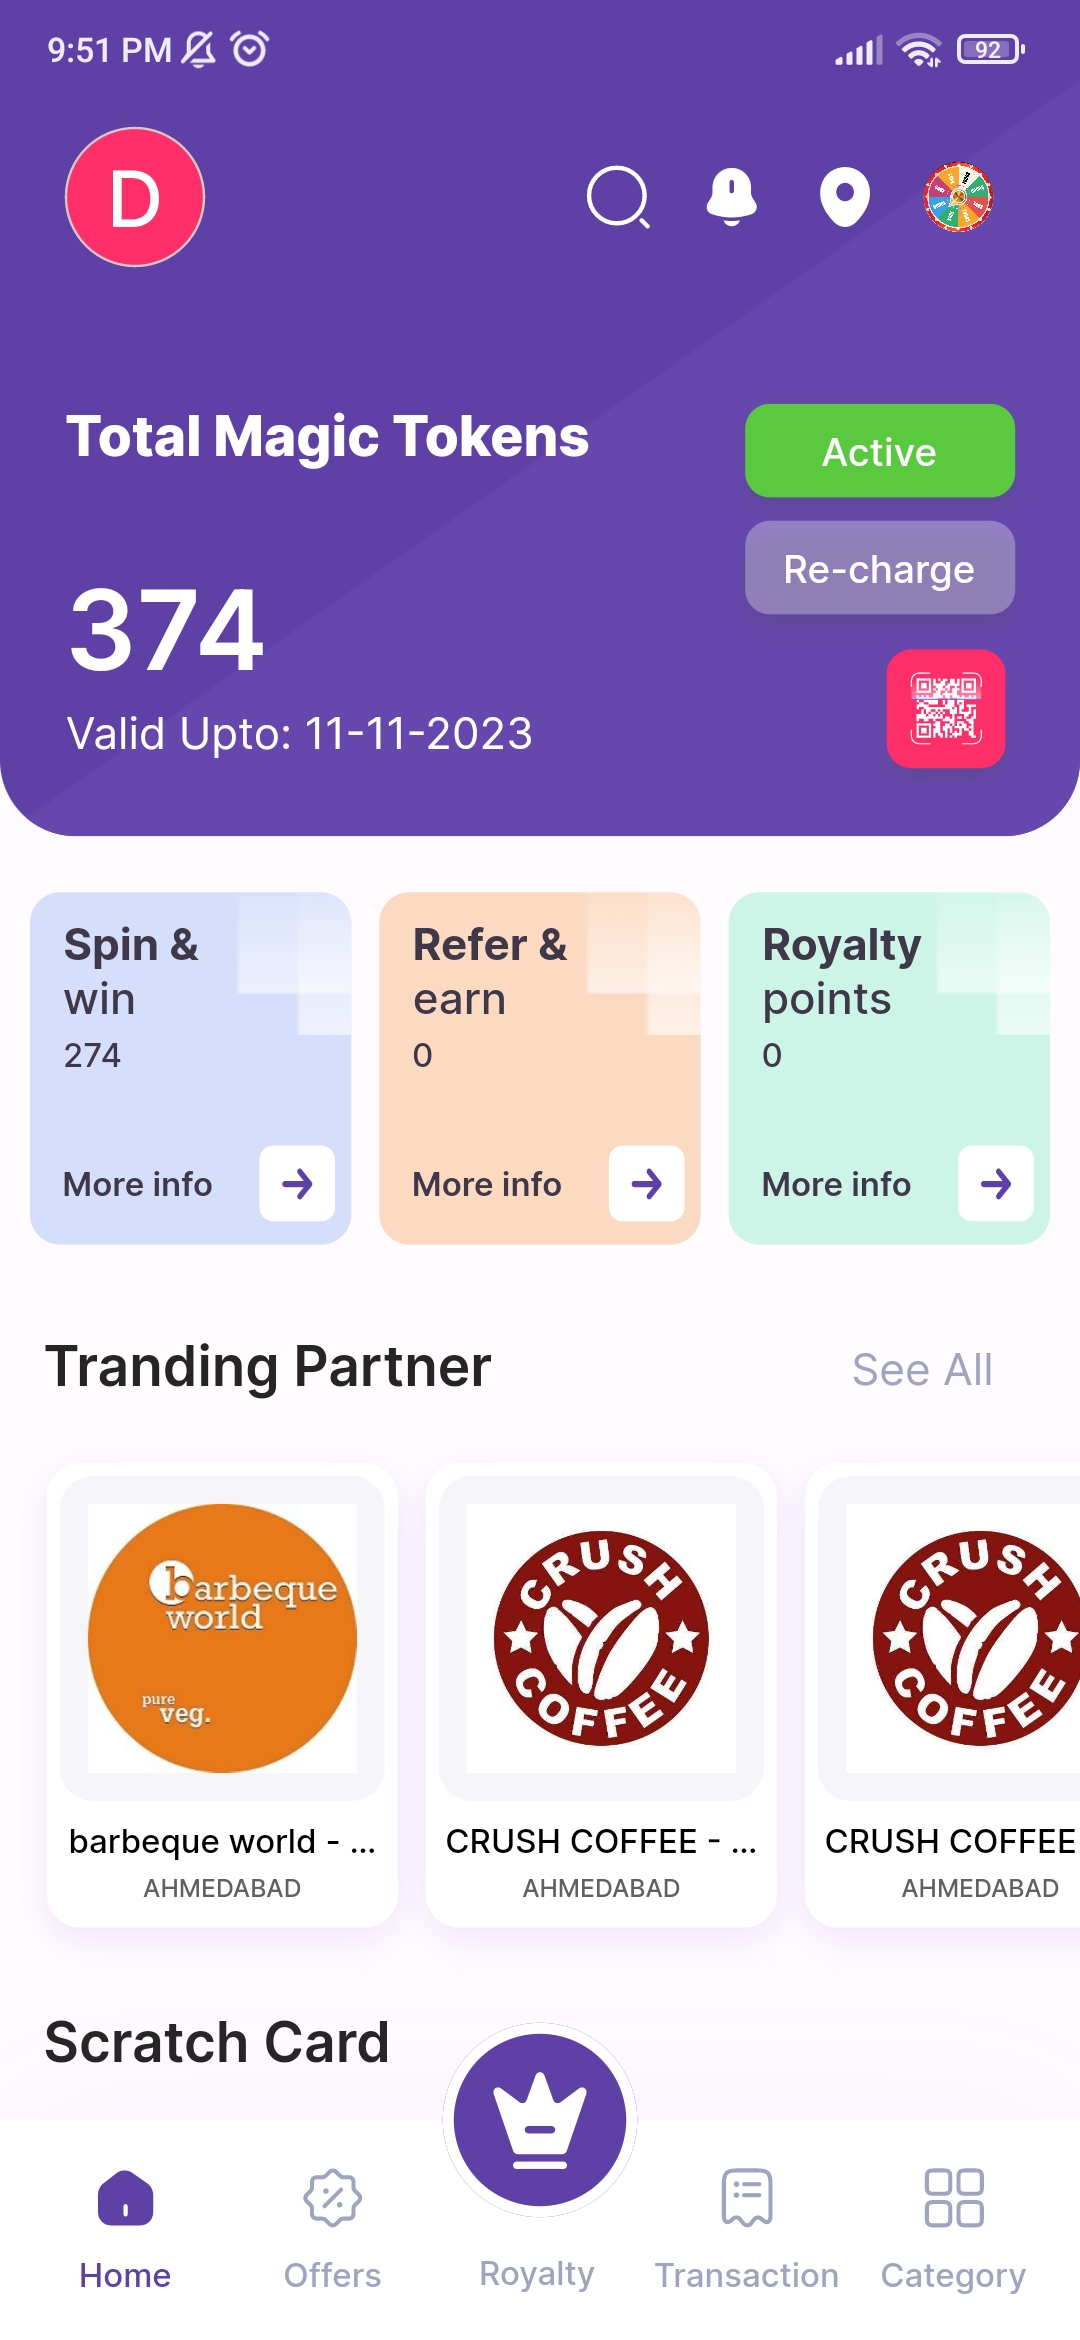 9:51 PM
92
D
Total Magic Tokens
Active
Re-charge
374
Valid Upto: 11-11-2023
Spin &
win
274
More info
Refer &
earn
0
More info
Royalty
points
0
More info
Tranding Partner
See All
barbeque
world
pure
veg.
CRUSH
COFFEE
CRUSH
COFFEE
barbeque world - ...
AHMEDABAD
CRUSH COFFEE - ...
AHMEDABAD
CRUSH COFFEE
AHMEDABAD
Scratch Card
Home
Offers
Royalty
Transaction
Category